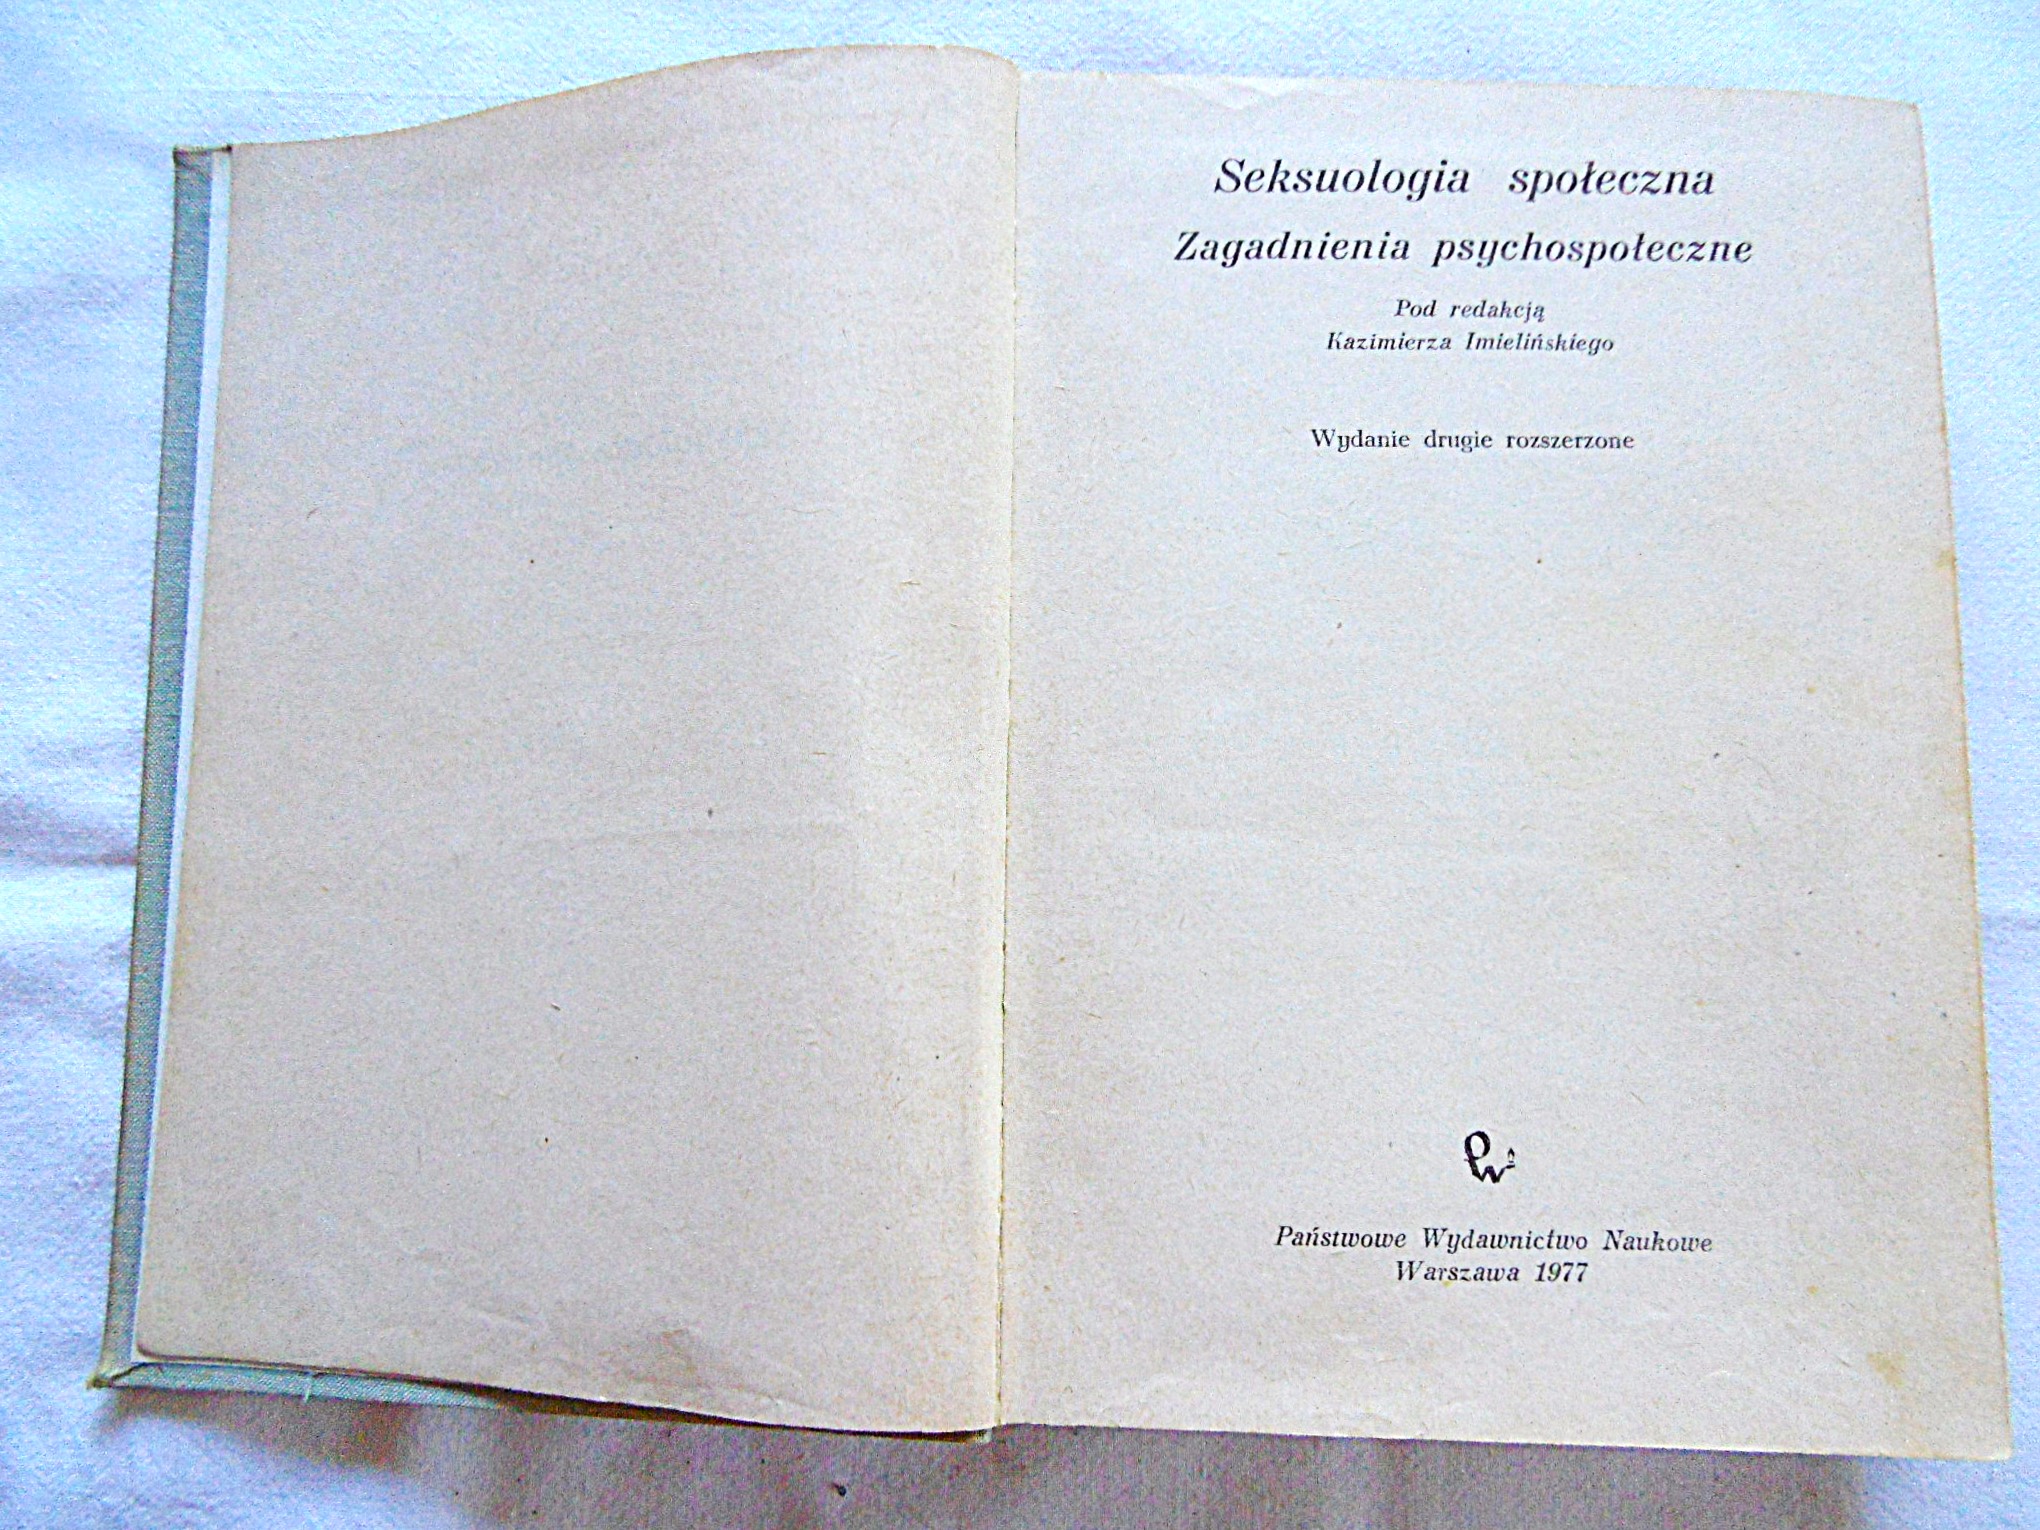 Seksuologia społeczna
Zagadnienia psychospołeczne
Pod redakcją
Kazimierza Imielińskiego
Wydanie drugie rozszerzone
Państwowe Wydawnictwo Naukowe
Warszawa 1977